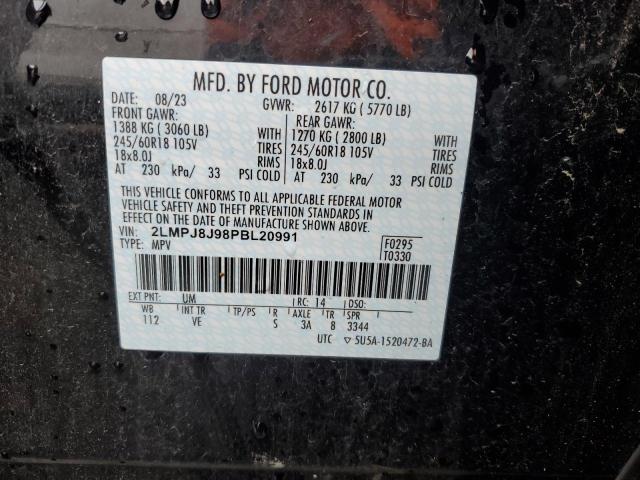 MFD. BY FORD MOTOR CO.
DATE: 08/23 GVWR: 2617 KG ( 5770 LB)
FRONT GAWR: REAR GAWR:
1388 KG ( 3060 LB) WITH 1270 KG ( 2800 LB) WITH
245/60R18 105V TIRES 245/60R18 105V TIRES
18x8.0J RIMS 18x8.0J RIMS
AT 230 kPa/ 33 PSI COLD AT 230 kPa/ 33 PSI COLD
THIS VEHICLE CONFORMS TO ALL APPLICABLE FEDERAL MOTOR
VEHICLE SAFETY AND THEFT PREVENTION STANDARDS IN
EFFECT ON THE DATE OF MANUFACTURE SHOWN ABOVE.
VIN: 2LMPJ8J98PBL20991
TYPE: MPV
F0295
T0330
EXT PNT: UM RC: 14 DSO:
WB INT TR TP/PS R AXLE TR SPR
112 VE S 3A 8 3344
UTC ▽ 5U5A-1520472-BA